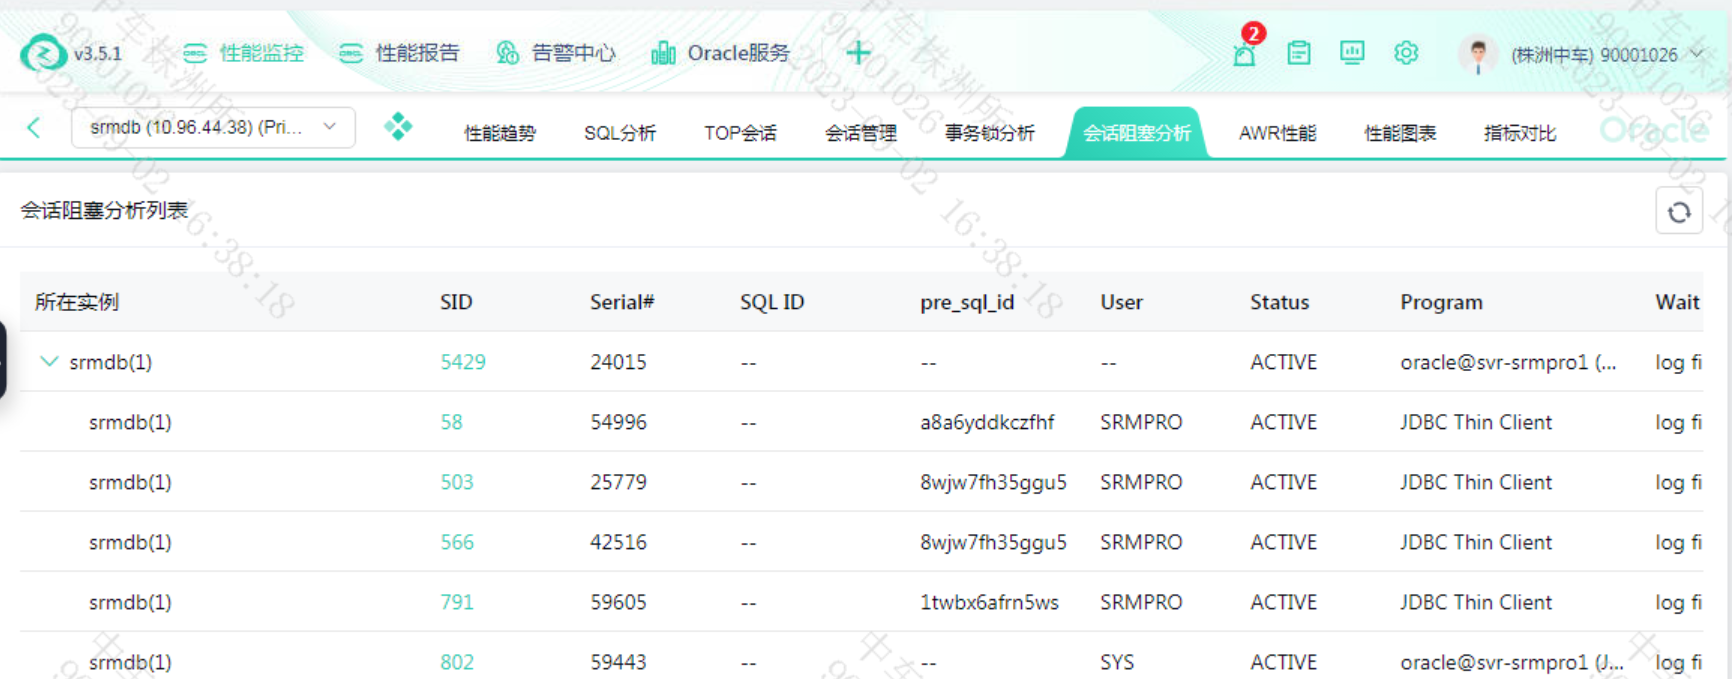 v3.5.1 性能监控 性能报告 告警中心 Oracle服务 2 (株洲中车) 90001026
srmdb (10.96.44.38) (Pri... 性能趋势 SQL分析 TOP会话 会话管理 事务锁分析 会话阻塞分析 AWR性能 性能图表 指标对比 Oracle
会话阻塞分析列表
所在实例 SID Serial# SQL ID pre_sql_id User Status Program Wait
srmdb(1) 5429 24015 -- -- -- ACTIVE oracle@svr-srmpro1 (... log fi
srmdb(1) 58 54996 -- a8a6yddkczfhf SRMPRO ACTIVE JDBC Thin Client log fi
srmdb(1) 503 25779 -- 8wjw7fh35ggu5 SRMPRO ACTIVE JDBC Thin Client log fi
srmdb(1) 566 42516 -- 8wjw7fh35ggu5 SRMPRO ACTIVE JDBC Thin Client log fi
srmdb(1) 791 59605 -- 1twbx6afrn5ws SRMPRO ACTIVE JDBC Thin Client log fi
srmdb(1) 802 59443 -- -- SYS ACTIVE oracle@svr-srmpro1 (J... log fi